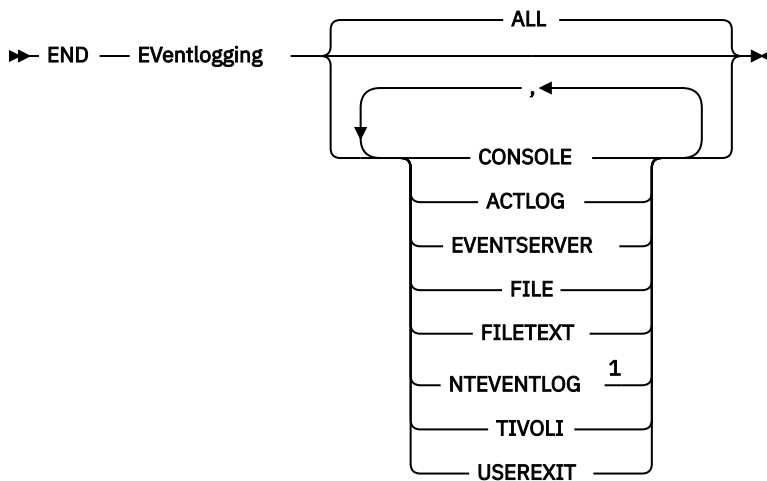 ALL
END EVentlogging
,
CONSOLE
ACTLOG
EVENTSERVER
FILE
FILETEXT
NTEVENTLOG 1
TIVOLI
USEREXIT